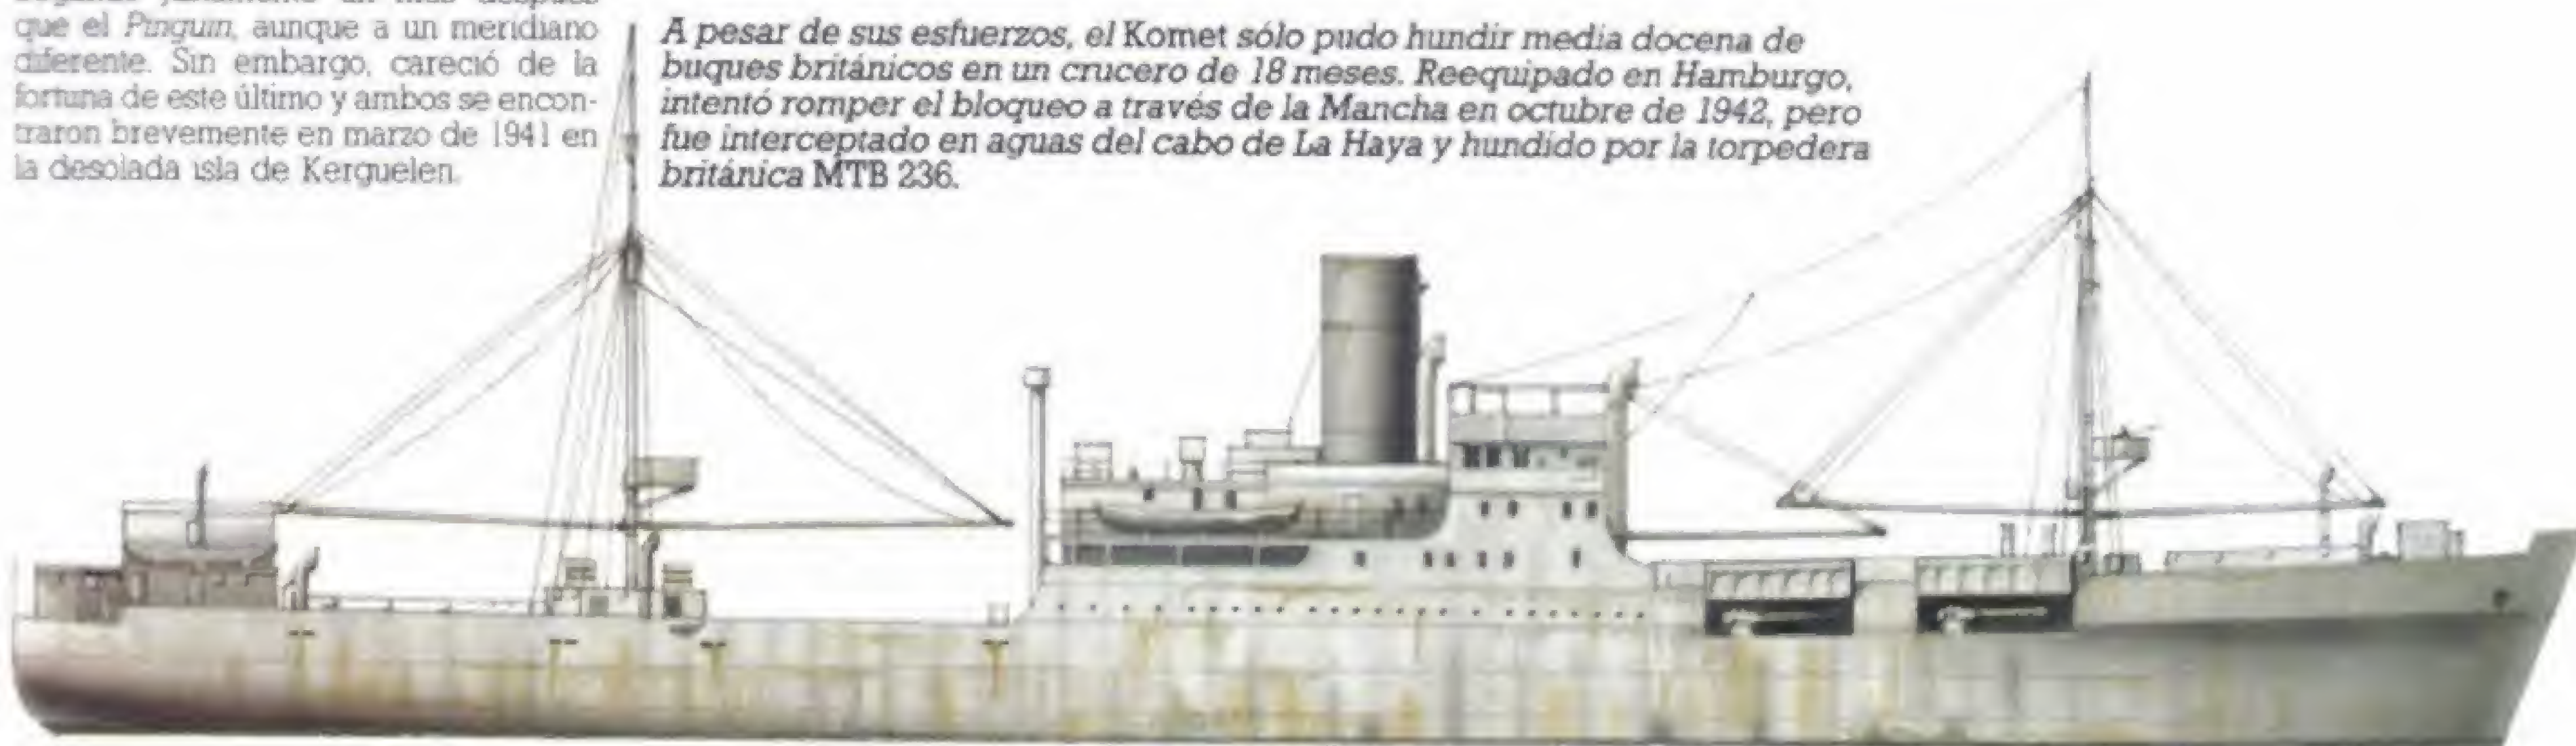 que el Pinguin, aunque a un meridiano
diferente. Sin embargo, careció de la
fortuna de este último y ambos se encon-
traron brevemente en marzo de 1941 en
la desolada isla de Kerguelen.
A pesar de sus esfuerzos, el Komet sólo pudo hundir media docena de
buques británicos en un crucero de 18 meses. Reequipado en Hamburgo,
intentó romper el bloqueo a través de la Mancha en octubre de 1942, pero
fue interceptado en aguas del cabo de La Haya y hundido por la torpedera
británica MTB 236.